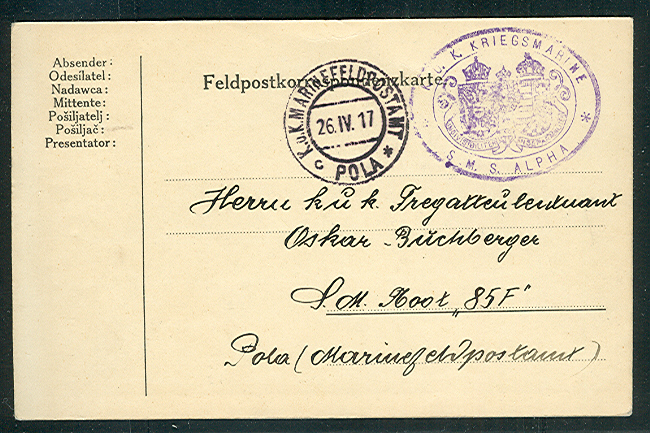 Absender:
Odesílatel:
Nadawca:
Mittente:
Pošiljatelj:
Pošiljač:
Presentator:
Feldpostkorrespondenzkarte
K.u.K. MARINEFELDPOSTAMT
26.IV.17
c POLA *
K.u.K. KRIEGSMARINE
* S. M. S. ALPHA *
Herrn k u k Fregattenleutnant
Oskar Buchberger
S.M. Boot „85F"
Pola (Marinefeldpostamt)